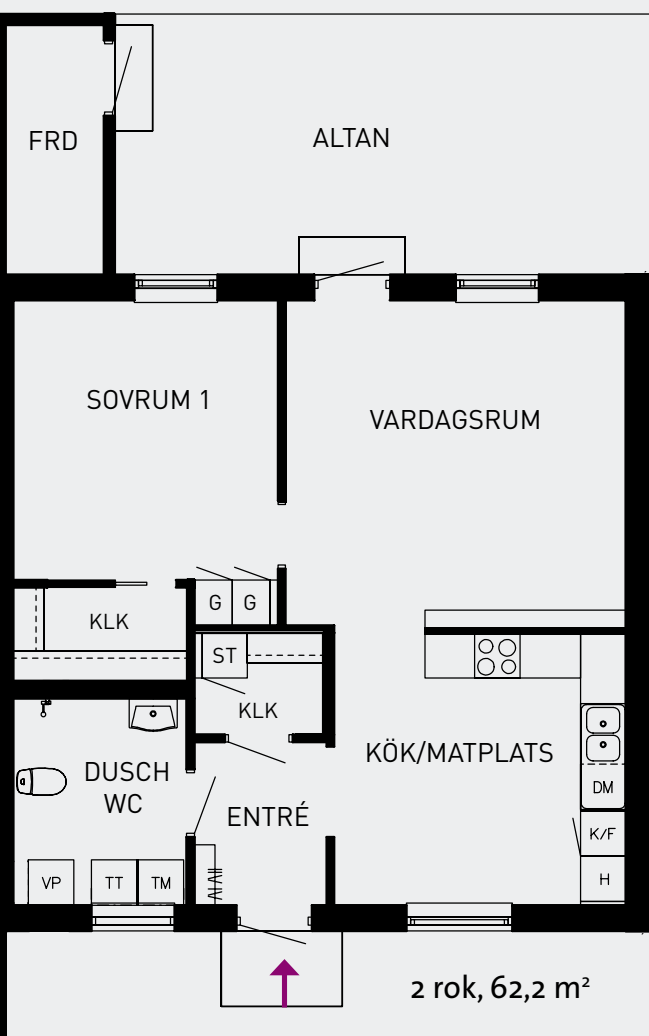 FRD
ALTAN
SOVRUM 1
VARDAGSRUM
G
G
KLK
ST
KLK
KÖK/MATPLATS
DUSCH
WC
DM
ENTRÉ
K/F
VP
TT
TM
H
2 rok, 62,2 m²